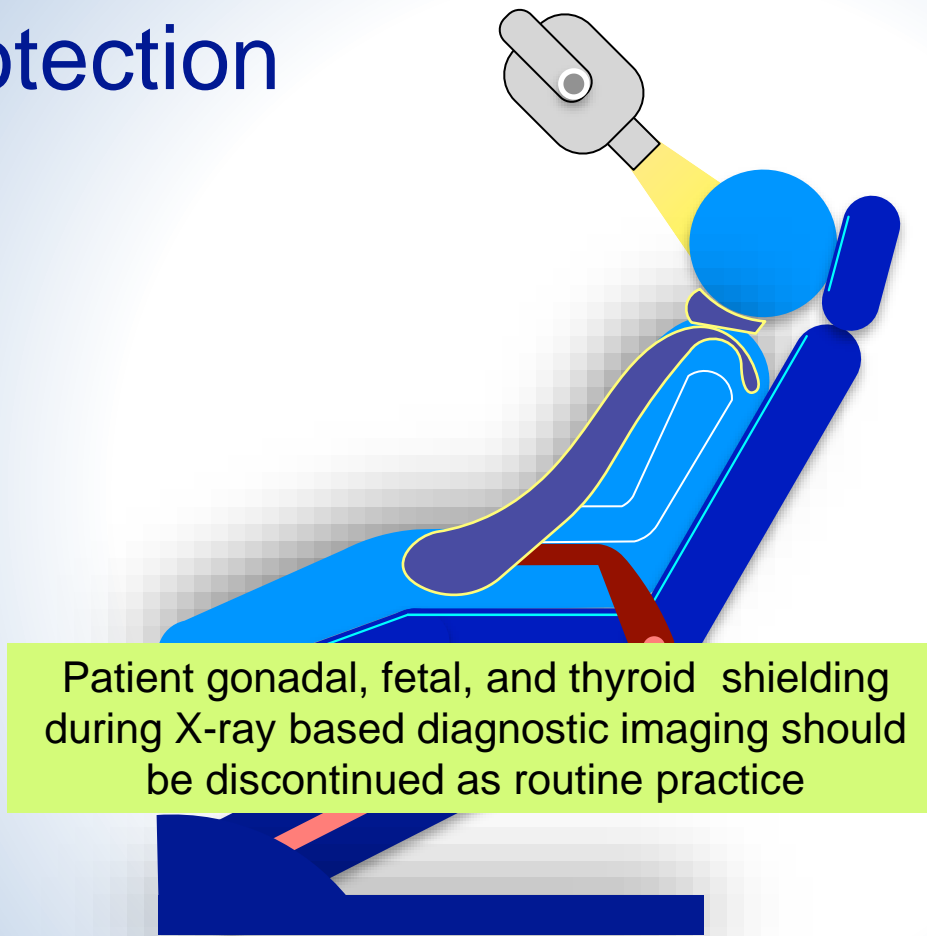 otection
Patient gonadal, fetal, and thyroid  shielding
during X-ray based diagnostic imaging should
be discontinued as routine practice